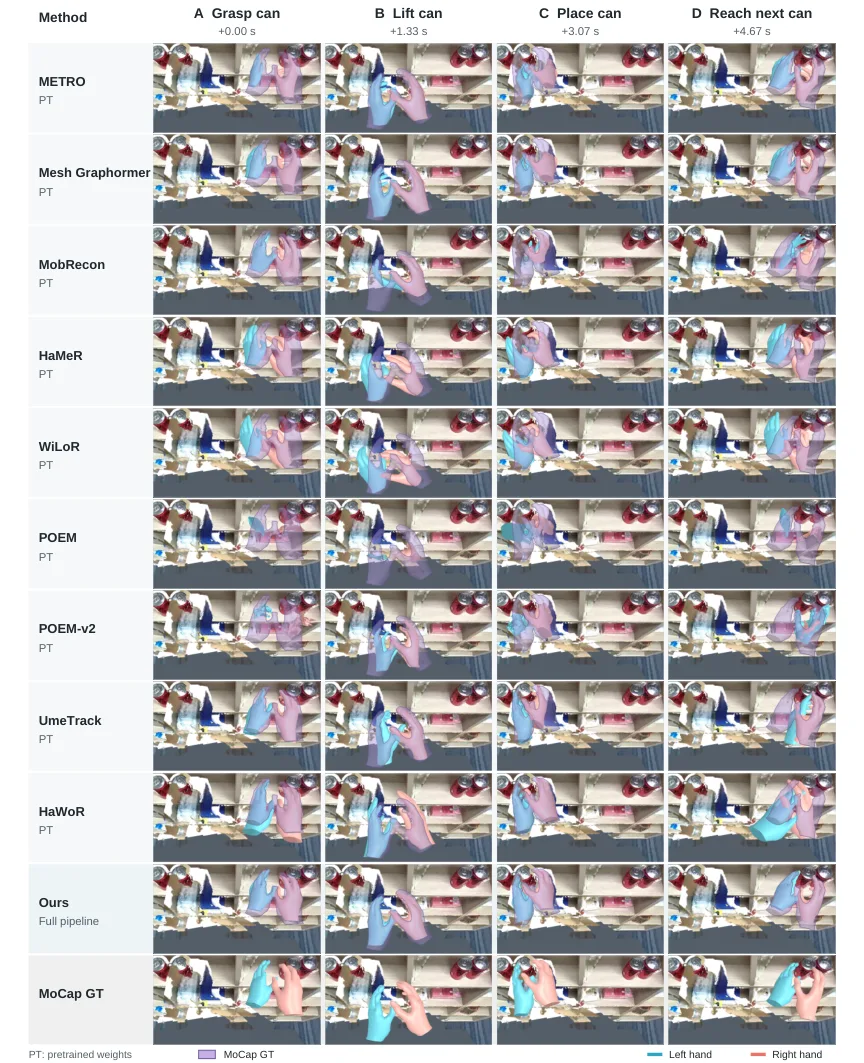 Method
A Grasp can
B Lift can
C Place can
D Reach next can
+0.00 s
+1.33 s
+3.07 s
+4.67 s
METRO
PT
Mesh Graphormer
PT
MobRecon
PT
HaMeR
PT
WiLoR
PT
POEM
PT
POEM-v2
PT
UmeTrack
PT
HaWoR
PT
Ours
Full pipeline
MoCap GT
PT: pretrained weights
MoCap GT
Left hand
Right hand